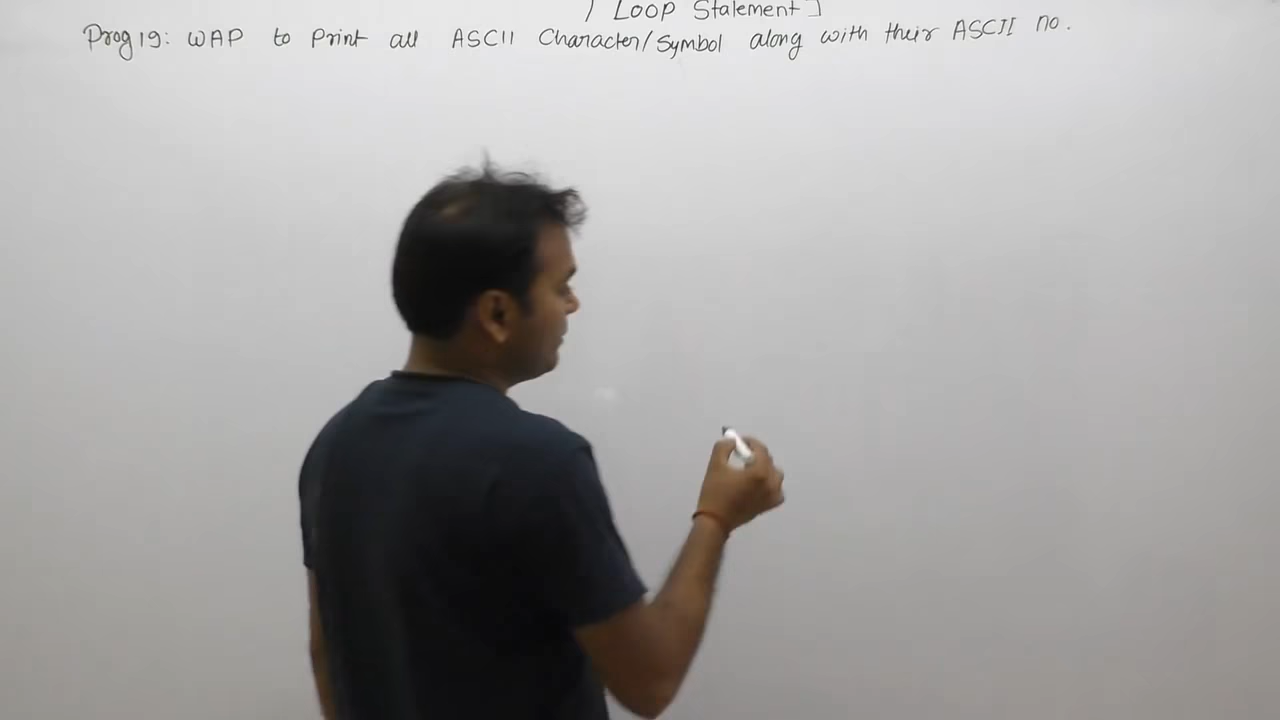 [ Loop Statement ]
Prog 19: WAP to Print all ASCII Character/Symbol along with their ASCII no.